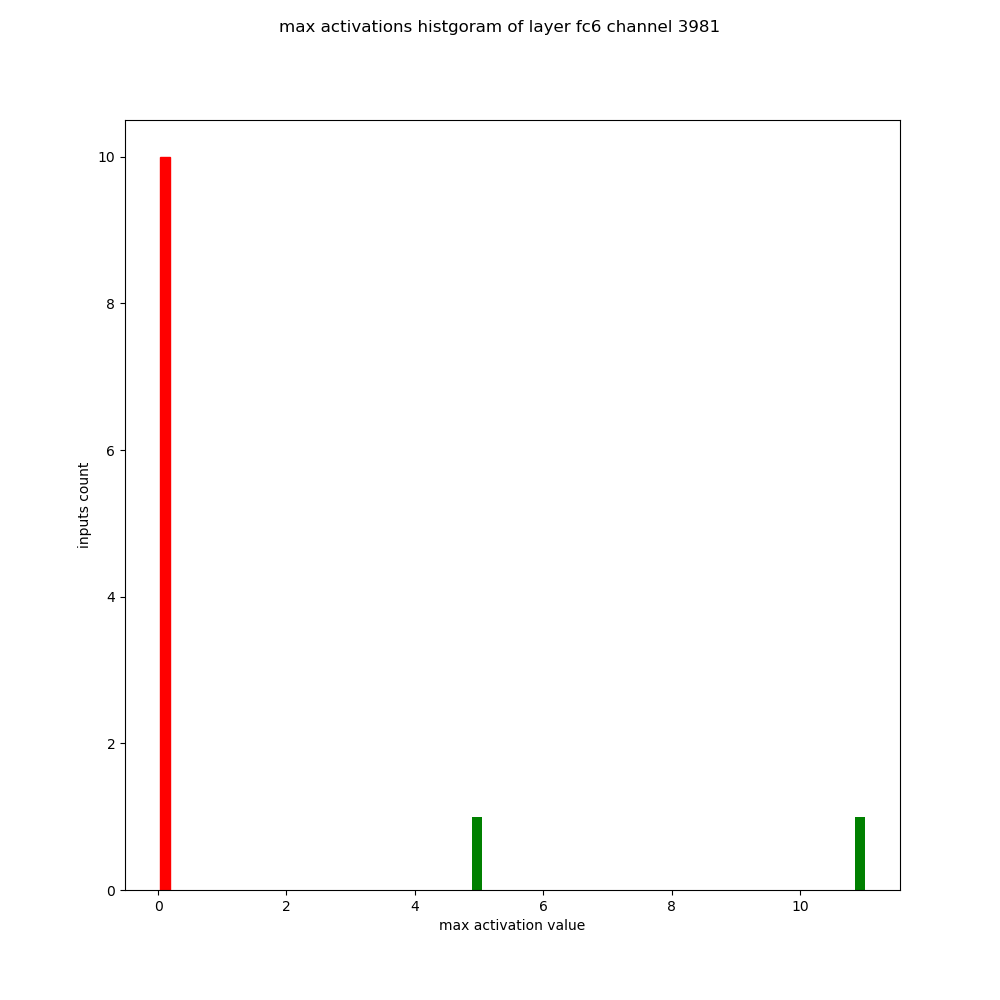 max activations histgoram of layer fc6 channel 3981
10
8
6
4
2
0
inputs count
0 2 4 6 8 10
max activation value